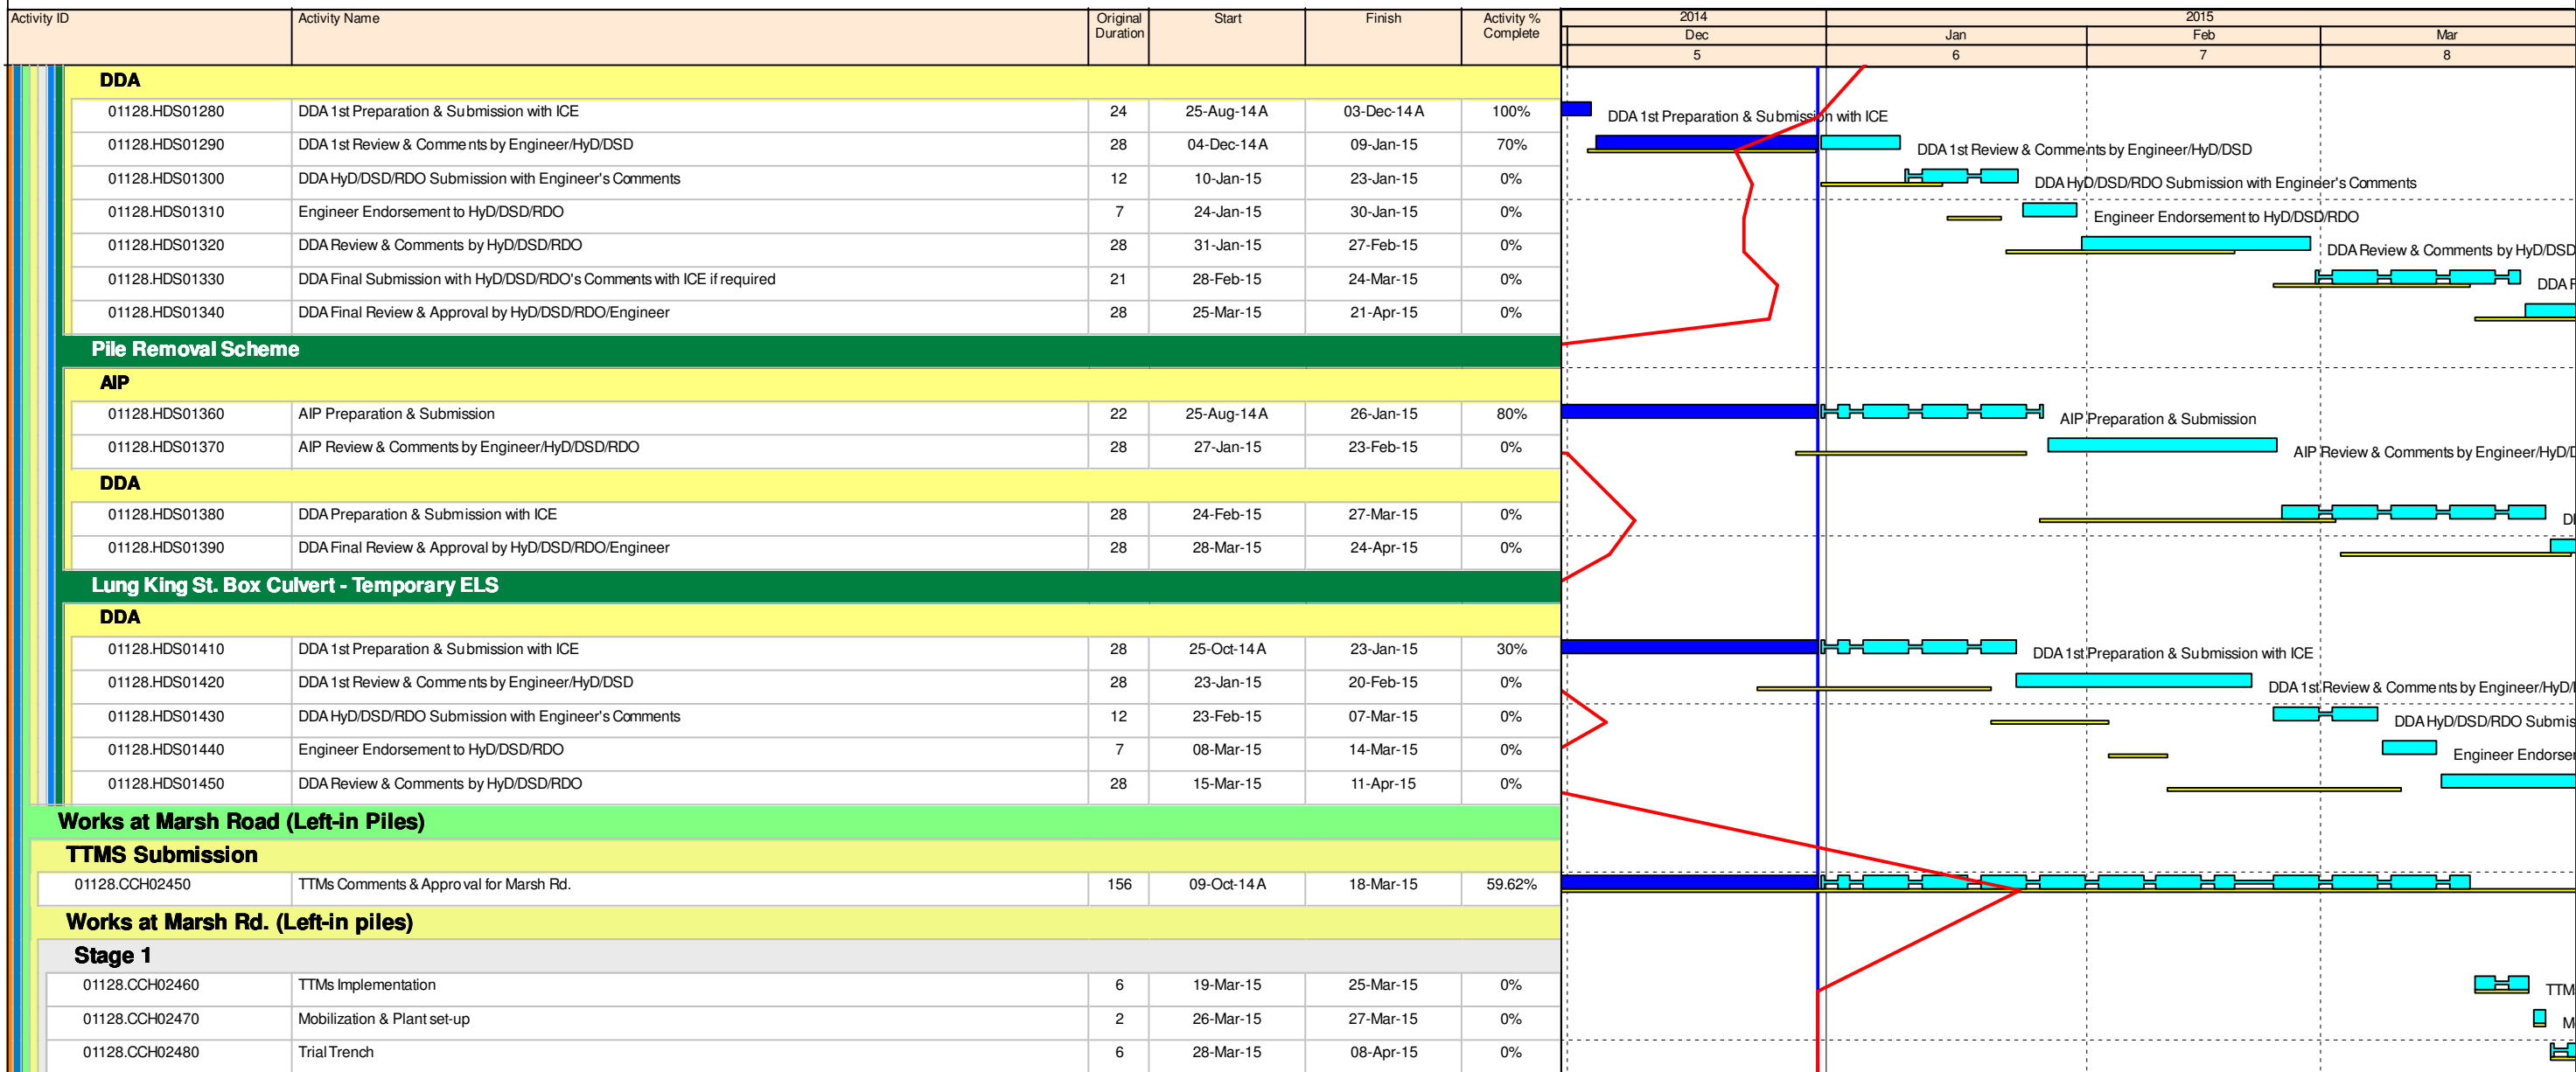 Activity ID Activity Name Original Duration Start Finish Activity % Complete 2014 2015
Dec Jan Feb Mar
5 6 7 8
DDA
01128.HDS01280 DDA 1st Preparation & Submission with ICE 24 25-Aug-14 A 03-Dec-14 A 100% DDA 1st Preparation & Submission with ICE
01128.HDS01290 DDA 1st Review & Comments by Engineer/HyD/DSD 28 04-Dec-14 A 09-Jan-15 70% DDA 1st Review & Comments by Engineer/HyD/DSD
01128.HDS01300 DDA HyD/DSD/RDO Submission with Engineer's Comments 12 10-Jan-15 23-Jan-15 0% DDA HyD/DSD/RDO Submission with Engineer's Comments
01128.HDS01310 Engineer Endorsement to HyD/DSD/RDO 7 24-Jan-15 30-Jan-15 0% Engineer Endorsement to HyD/DSD/RDO
01128.HDS01320 DDA Review & Comments by HyD/DSD/RDO 28 31-Jan-15 27-Feb-15 0% DDA Review & Comments by HyD/DSD
01128.HDS01330 DDA Final Submission with HyD/DSD/RDO's Comments with ICE if required 21 28-Feb-15 24-Mar-15 0% DDA F
01128.HDS01340 DDA Final Review & Approval by HyD/DSD/RDO/Engineer 28 25-Mar-15 21-Apr-15 0%
Pile Removal Scheme
AIP
01128.HDS01360 AIP Preparation & Submission 22 25-Aug-14 A 26-Jan-15 80% AIP Preparation & Submission
01128.HDS01370 AIP Review & Comments by Engineer/HyD/DSD/RDO 28 27-Jan-15 23-Feb-15 0% AIP Review & Comments by Engineer/HyD/D
DDA
01128.HDS01380 DDA Preparation & Submission with ICE 28 24-Feb-15 27-Mar-15 0% D
01128.HDS01390 DDA Final Review & Approval by HyD/DSD/RDO/Engineer 28 28-Mar-15 24-Apr-15 0%
Lung King St. Box Culvert - Temporary ELS
DDA
01128.HDS01410 DDA 1st Preparation & Submission with ICE 28 25-Oct-14 A 23-Jan-15 30% DDA 1st Preparation & Submission with ICE
01128.HDS01420 DDA 1st Review & Comments by Engineer/HyD/DSD 28 23-Jan-15 20-Feb-15 0% DDA 1st Review & Comments by Engineer/HyD/
01128.HDS01430 DDA HyD/DSD/RDO Submission with Engineer's Comments 12 23-Feb-15 07-Mar-15 0% DDA HyD/DSD/RDO Submis
01128.HDS01440 Engineer Endorsement to HyD/DSD/RDO 7 08-Mar-15 14-Mar-15 0% Engineer Endorse
01128.HDS01450 DDA Review & Comments by HyD/DSD/RDO 28 15-Mar-15 11-Apr-15 0%
Works at Marsh Road (Left-in Piles)
TTMS Submission
01128.CCH02450 TTMs Comments & Approval for Marsh Rd. 156 09-Oct-14 A 18-Mar-15 59.62%
Works at Marsh Rd. (Left-in piles)
Stage 1
01128.CCH02460 TTMs Implementation 6 19-Mar-15 25-Mar-15 0% TTM
01128.CCH02470 Mobilization & Plant set-up 2 26-Mar-15 27-Mar-15 0% M
01128.CCH02480 Trial Trench 6 28-Mar-15 08-Apr-15 0%